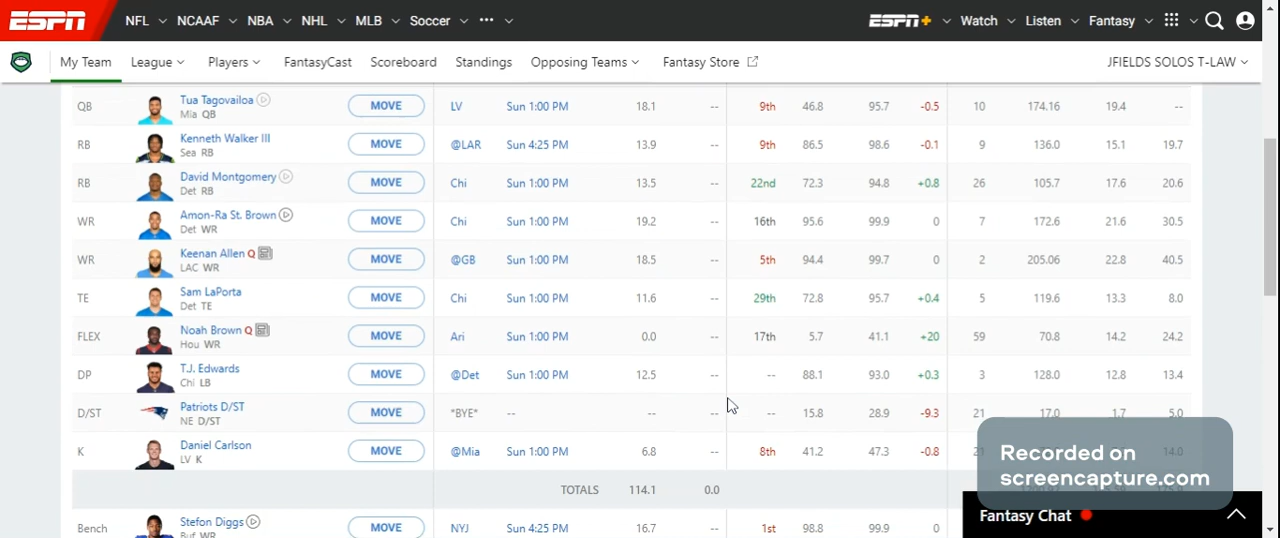 ESPN NFL NCAAF NBA NHL MLB Soccer ••• ESPN+ Watch Listen Fantasy
My Team League Players FantasyCast Scoreboard Standings Opposing Teams Fantasy Store JFIELDS SOLOS T-LAW
QB Tua Tagovailoa MOVE LV Sun 1:00 PM 18.1 -- 9th 46.8 95.7 -0.5 10 174.16 19.4 --
Mia QB
RB Kenneth Walker III MOVE @LAR Sun 4:25 PM 13.9 -- 9th 86.5 98.6 -0.1 9 136.0 15.1 19.7
Sea RB
RB David Montgomery MOVE Chi Sun 1:00 PM 13.5 -- 22nd 72.3 94.8 +0.8 26 105.7 17.6 20.6
Det RB
WR Amon-Ra St. Brown MOVE Chi Sun 1:00 PM 19.2 -- 16th 95.6 99.9 0 7 172.6 21.6 30.5
Det WR
WR Keenan Allen Q MOVE @GB Sun 1:00 PM 18.5 -- 5th 94.4 99.7 0 2 205.06 22.8 40.5
LAC WR
TE Sam LaPorta MOVE Chi Sun 1:00 PM 11.6 -- 29th 72.8 95.7 +0.4 5 119.6 13.3 8.0
Det TE
FLEX Noah Brown Q MOVE Ari Sun 1:00 PM 0.0 -- 17th 5.7 41.1 +20 59 70.8 14.2 24.2
Hou WR
DP T.J. Edwards MOVE @Det Sun 1:00 PM 12.5 -- -- 88.1 93.0 +0.3 3 128.0 12.8 13.4
Chi LB
D/ST Patriots D/ST MOVE *BYE* -- -- -- -- 15.8 28.9 -9.3 21 17.0 1.7 5.0
NE D/ST
K Daniel Carlson MOVE @Mia Sun 1:00 PM 6.8 -- 8th 41.2 47.3 -0.8 14.0
LV K
TOTALS 114.1 0.0
Bench Stefon Diggs MOVE NYJ Sun 4:25 PM 16.7 -- 1st 98.8 99.9 0
Buf WR
Recorded on
screencapture.com
Fantasy Chat